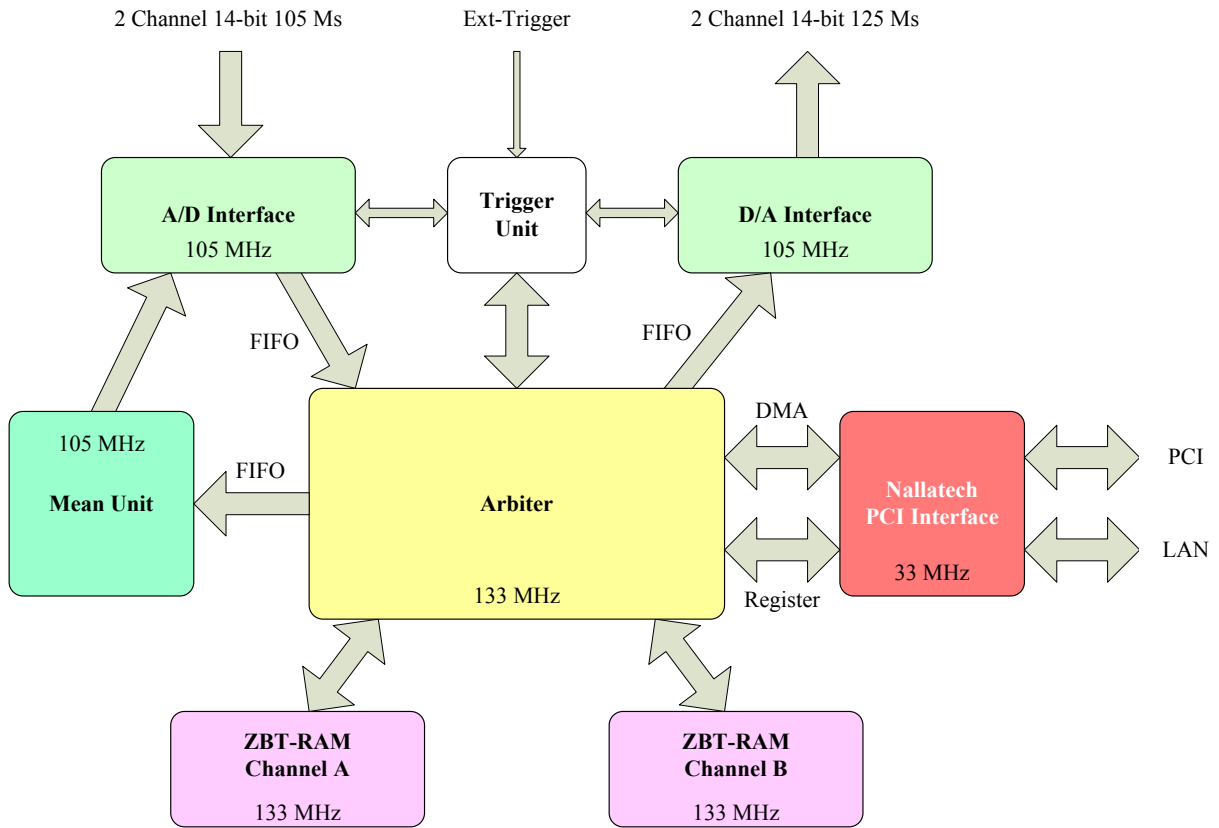 2 Channel 14-bit 105 Ms
Ext-Trigger
2 Channel 14-bit 125 Ms
A/D Interface
105 MHz
Trigger
Unit
D/A Interface
105 MHz
FIFO
FIFO
105 MHz
Mean Unit
FIFO
Arbiter
133 MHz
DMA
Register
Nallatech
PCI Interface
33 MHz
PCI
LAN
ZBT-RAM
Channel A
133 MHz
ZBT-RAM
Channel B
133 MHz